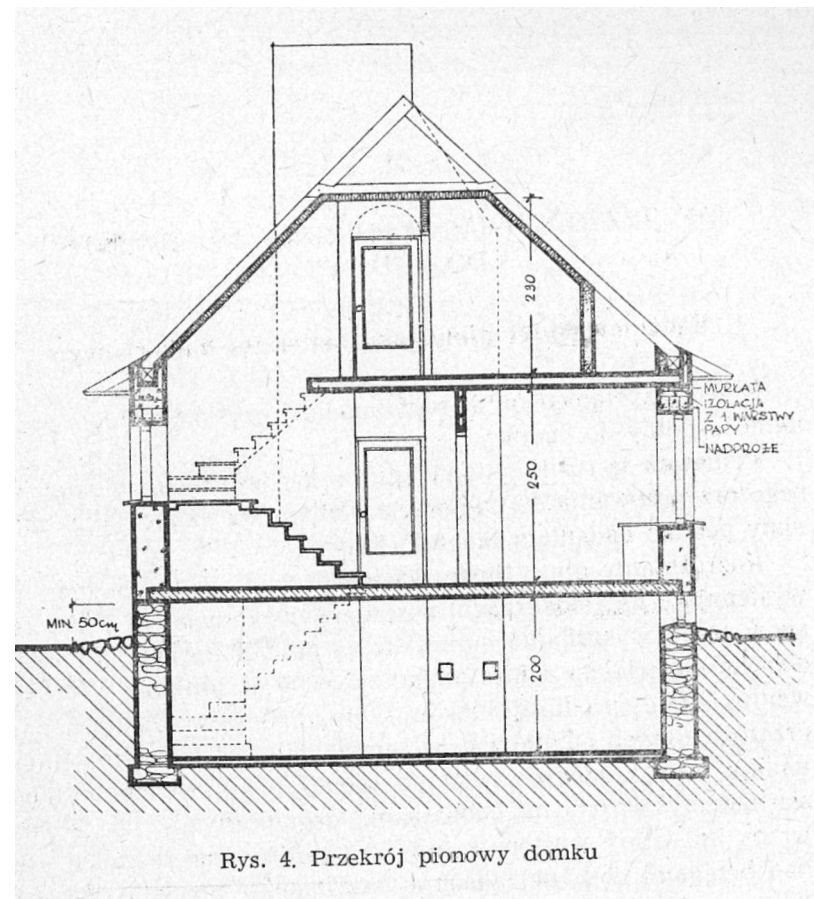 230
MURŁATA
IZOLACJA
Z 1 WARSTWY
PAPY
NADPROŻE
250
MIN. 50cm
200
Rys. 4. Przekrój pionowy domku